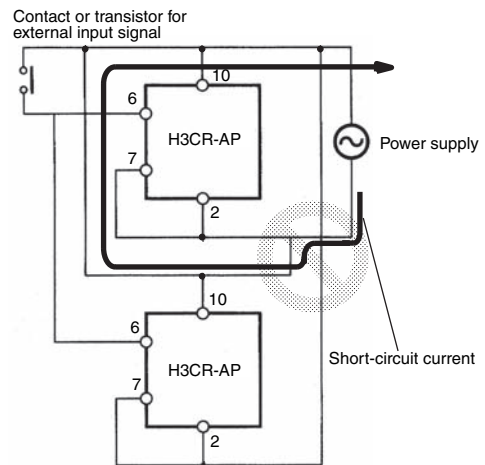 Contact or transistor for
external input signal
10
6
H3CR-AP
Power supply
7
2
10
6
Short-circuit current
H3CR-AP
7
2